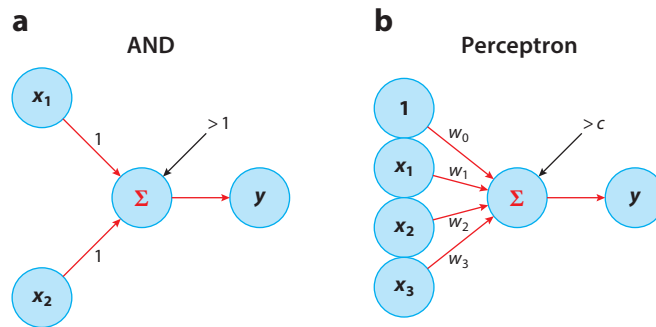 a
AND
x1
1
> 1
Σ
y
1
x2
b
Perceptron
1
w0
> c
x1
w1
Σ
y
x2
w2
w3
x3